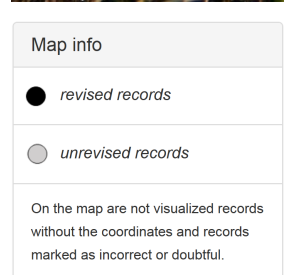 Map info
revised records
unrevised records
On the map are not visualized records
without the coordinates and records
marked as incorrect or doubtful.